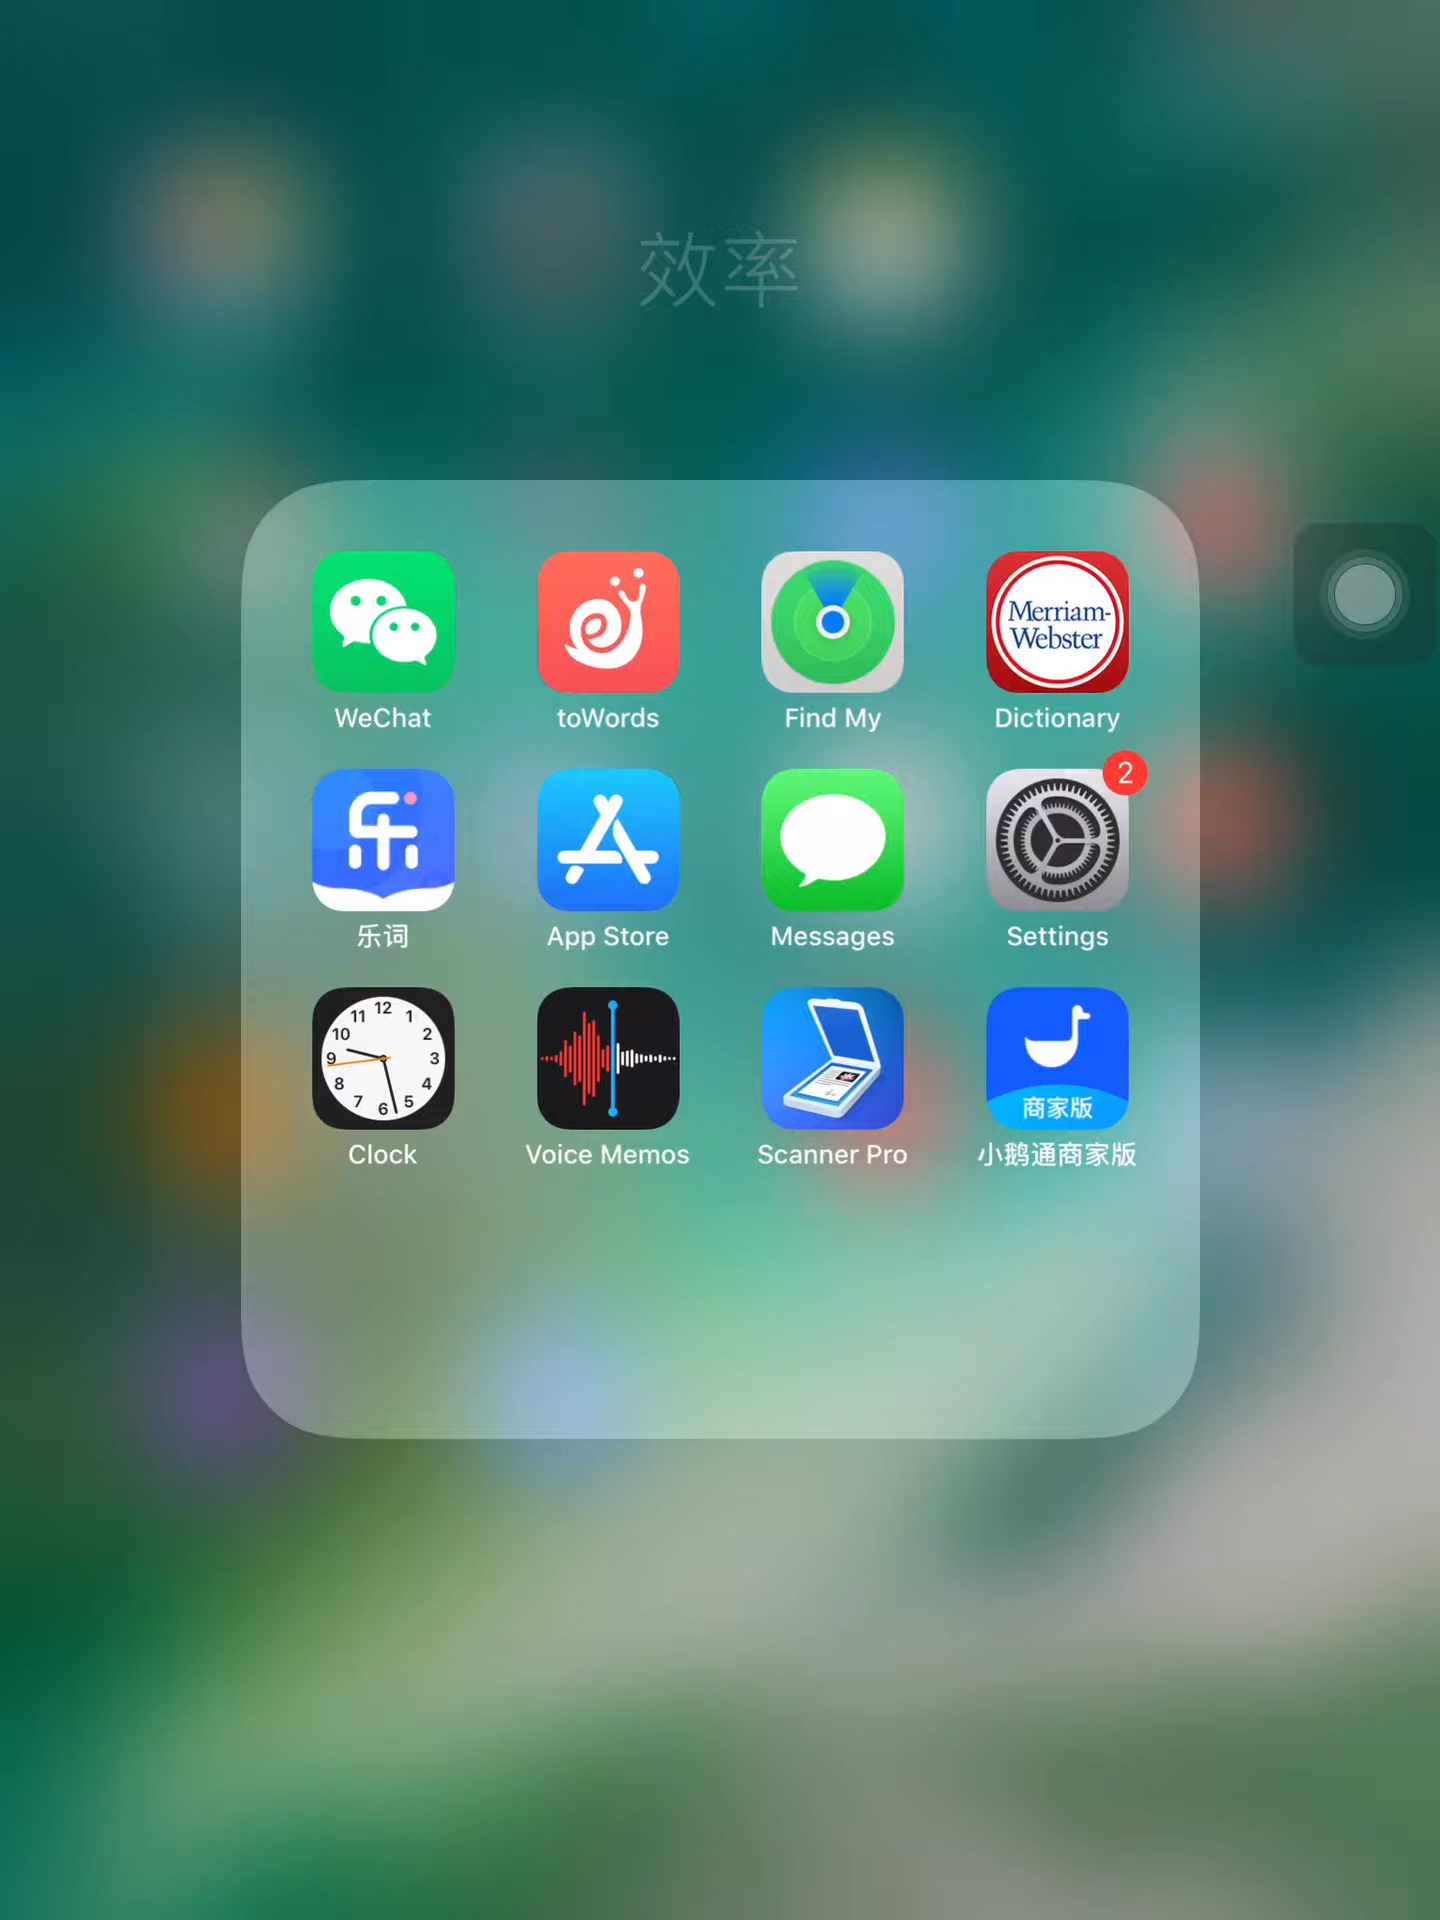 效率
Merriam-
Webster
WeChat
toWords
Find My
Dictionary
乐
2
乐词
App Store
Messages
Settings
12
11
1
10
2
9
3
8
4
7
5
6
商家版
Clock
Voice Memos
Scanner Pro
小鹅通商家版